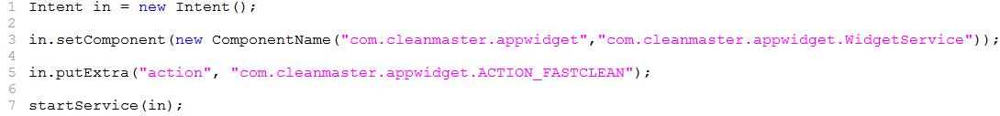 1 Intent in = new Intent();
2
3 in.setComponent(new ComponentName("com.cleanmaster.appwidget","com.cleanmaster.appwidget.WidgetService"));
4
5 in.putExtra("action", "com.cleanmaster.appwidget.ACTION_FASTCLEAN");
6
7 startService(in);